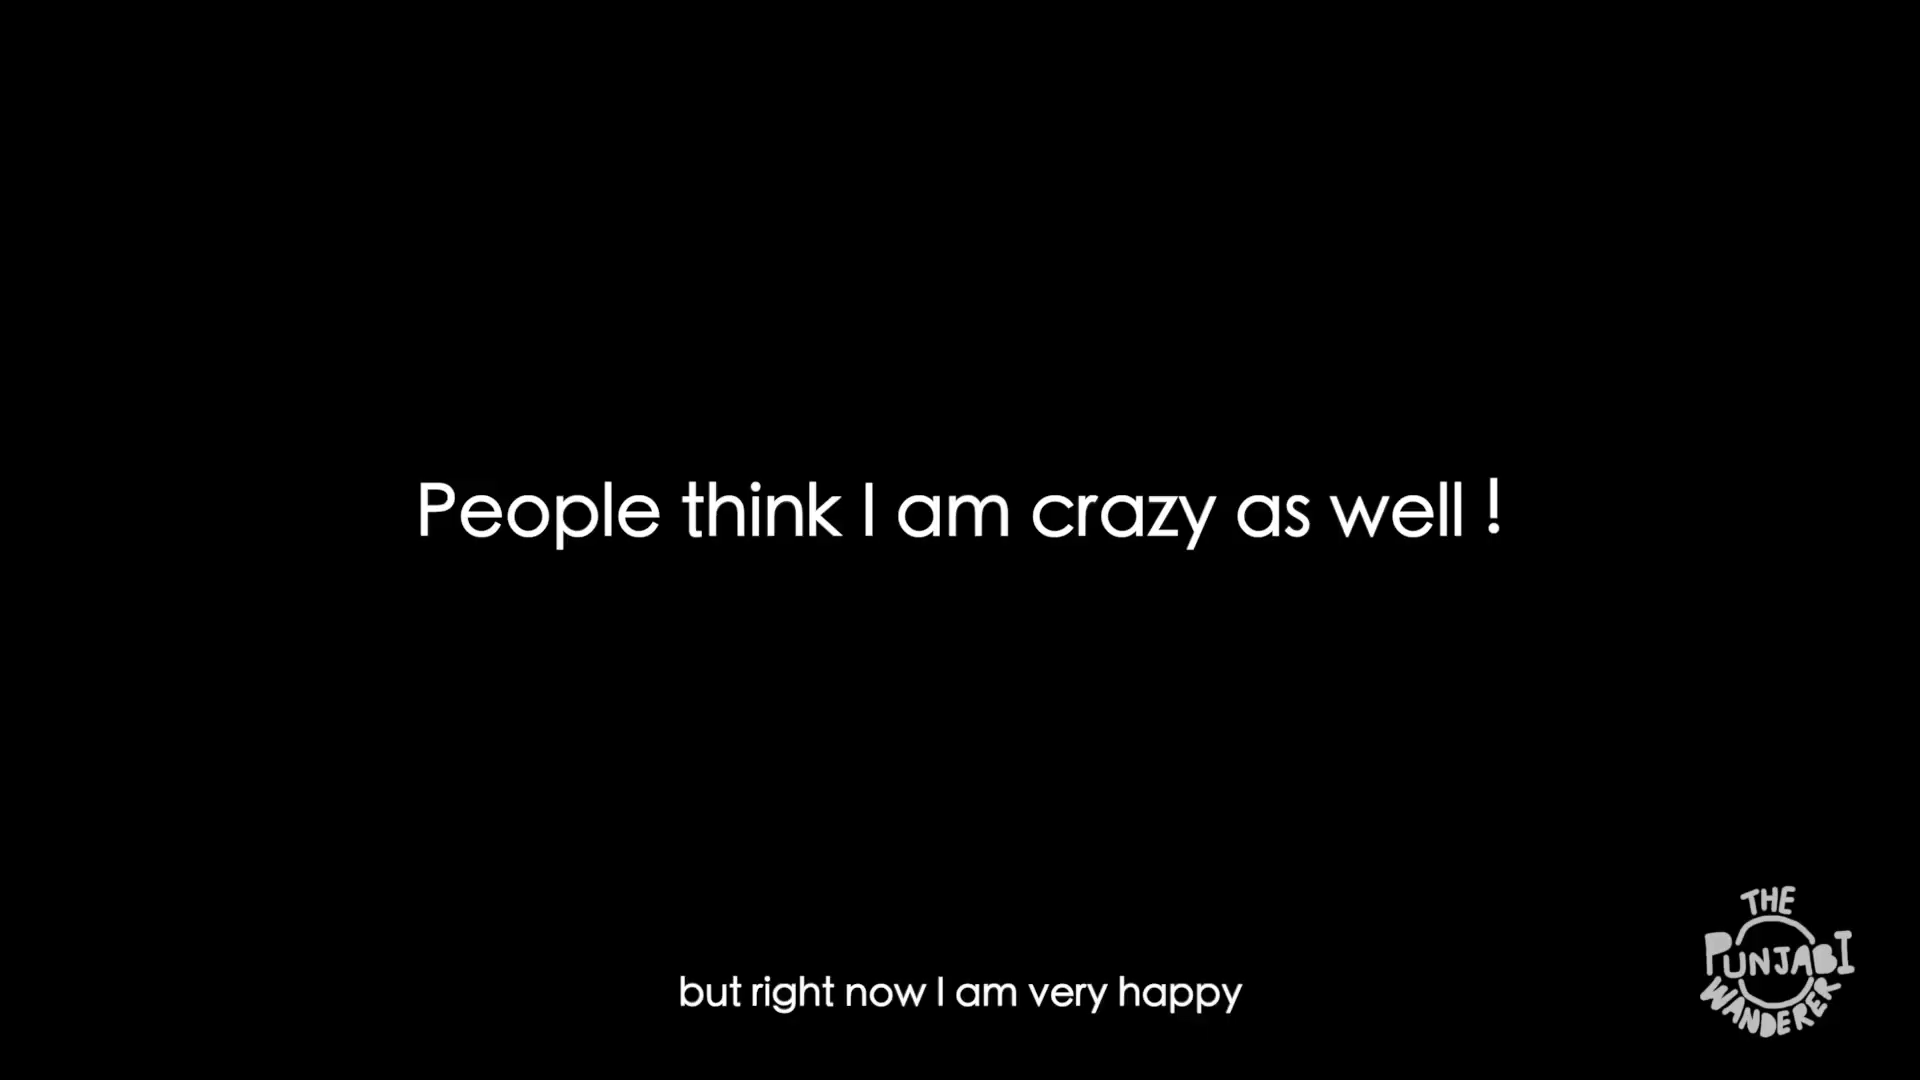 People think I am crazy as well !
but right now I am very happy
THE
PUNJABI
WANDERER